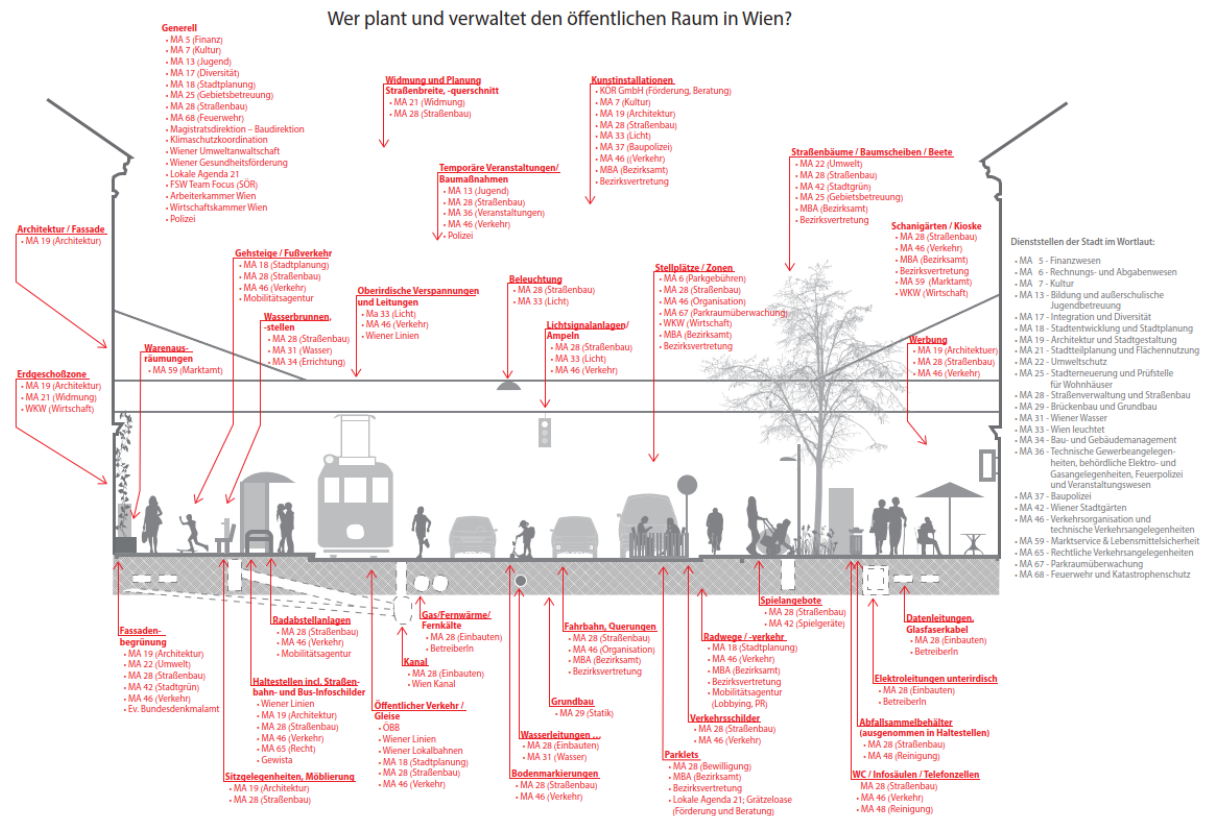 Wer plant und verwaltet den öffentlichen Raum in Wien?
Generell
• MA 5 (Finanz)
• MA 7 (Kultur)
• MA 13 (Jugend)
• MA 17 (Diversität)
• MA 18 (Stadtplanung)
• MA 25 (Gebietsbetreuung)
• MA 28 (Straßenbau)
• MA 68 (Feuerwehr)
• Magistratsdirektion – Baudirektion
• Klimaschutzkoordination
• Wiener Umweltanwaltschaft
• Wiener Gesundheitsförderung
• Lokale Agenda 21
• FSW Team Focus (SÖR)
• Arbeiterkammer Wien
• Wirtschaftskammer Wien
• Polizei
Widmung und Planung
Straßenbreite, -querschnitt
• MA 21 (Widmung)
• MA 28 (Straßenbau)
Kunstinstallationen
• KÖR GmbH (Förderung, Beratung)
• MA 7 (Kultur)
• MA 19 (Architektur)
• MA 28 (Straßenbau)
• MA 33 (Licht)
• MA 37 (Baupolizei)
• MA 46 ((Verkehr)
• MBA (Bezirksamt)
• Bezirksvertretung
Temporäre Veranstaltungen/
Baumaßnahmen
• MA 13 (Jugend)
• MA 28 (Straßenbau)
• MA 36 (Veranstaltungen)
• MA 46 (Verkehr)
• Polizei
Straßenbäume / Baumscheiben / Beete
• MA 22 (Umwelt)
• MA 28 (Straßenbau)
• MA 42 (Stadtgrün)
• MA 25 (Gebietsbetreuung)
• MBA (Bezirksamt)
• Bezirksvertretung
Schanigärten / Kioske
• MA 28 (Straßenbau)
• MA 46 (Verkehr)
• MBA (Bezirksamt)
• Bezirksvertretung
• MA 59 (Marktamt)
• WKW (Wirtschaft)
Architektur / Fassade
• MA 19 (Architektur)
Gehsteige / Fußverkehr
• MA 18 (Stadtplanung)
• MA 28 (Straßenbau)
• MA 46 (Verkehr)
• Mobilitätsagentur
Oberirdische Verspannungen
und Leitungen
• Ma 33 (Licht)
• MA 46 (Verkehr)
• Wiener Linien
Beleuchtung
• MA 28 (Straßenbau)
• MA 33 (Licht)
Stellplätze / Zonen
• MA 6 (Parkgebühren)
• MA 28 (Straßenbau)
• MA 46 (Organisation)
• MA 67 (Parkraumüberwachung)
• WKW (Wirtschaft)
• MBA (Bezirksamt)
• Bezirksvertretung
Wasserbrunnen,
-stellen
• MA 28 (Straßenbau)
• MA 31 (Wasser)
• MA 34 (Errichtung)
Lichtsignalanlagen/
Ampeln
• MA 28 (Straßenbau)
• MA 33 (Licht)
• MA 46 (Verkehr)
Warenaus-
räumungen
• MA 59 (Marktamt)
Werbung
• MA 19 (Architektuer)
• MA 28 (Straßenbau)
• MA 46 (Verkehr)
Erdgeschoßzone
• MA 19 (Architektur)
• MA 21 (Widmung)
• WKW (Wirtschaft)
Dienststellen der Stadt im Wortlaut:
• MA 5 - Finanzwesen
• MA 6 - Rechnungs- und Abgabenwesen
• MA 7 - Kultur
• MA 13 - Bildung und außerschulische
Jugendbetreuung
• MA 17 - Integration und Diversität
• MA 18 - Stadtentwicklung und Stadtplanung
• MA 19 - Architektur und Stadtgestaltung
• MA 21 - Stadtteilplanung und Flächennutzung
• MA 22 - Umweltschutz
• MA 25 - Stadterneuerung und Prüfstelle
für Wohnhäuser
• MA 28 - Straßenverwaltung und Straßenbau
• MA 29 - Brückenbau und Grundbau
• MA 31 - Wiener Wasser
• MA 33 - Wien leuchtet
• MA 34 - Bau- und Gebäudemanagement
• MA 36 - Technische Gewerbeangelegen-
heiten, behördliche Elektro- und
Gasangelegenheiten, Feuerpolizei
und Veranstaltungswesen
• MA 37 - Baupolizei
• MA 42 - Wiener Stadtgärten
• MA 46 - Verkehrsorganisation und
technische Verkehrsangelegenheiten
• MA 59 - Marktservice & Lebensmittelsicherheit
• MA 65 - Rechtliche Verkehrsangelegenheiten
• MA 67 - Parkraumüberwachung
• MA 68 - Feuerwehr und Katastrophenschutz
Fassaden-
begrünung
• MA 19 (Architektur)
• MA 22 (Umwelt)
• MA 28 (Straßenbau)
• MA 42 (Stadtgrün)
• MA 46 (Verkehr)
• Ev. Bundesdenkmalamt
Radabstellanlagen
• MA 28 (Straßenbau)
• MA 46 (Verkehr)
• Mobilitätsagentur
Haltestellen incl. Straßen-
bahn- und Bus-Infoschilder
• Wiener Linien
• MA 19 (Architektur)
• MA 28 (Straßenbau)
• MA 46 (Verkehr)
• MA 65 (Recht)
• Gewista
Sitzgelegenheiten, Möblierung
• MA 19 (Architektur)
• MA 28 (Straßenbau)
Gas/Fernwärme/
Fernkälte
• MA 28 (Einbauten)
• BetreiberIn
Kanal
• MA 28 (Einbauten)
• Wien Kanal
Öffentlicher Verkehr /
Gleise
• ÖBB
• Wiener Linien
• Wiener Lokalbahnen
• MA 18 (Stadtplanung)
• MA 28 (Straßenbau)
• MA 46 (Verkehr)
Fahrbahn, Querungen
• MA 28 (Straßenbau)
• MA 46 (Organisation)
• MBA (Bezirksamt)
• Bezirksvertretung
Grundbau
• MA 29 (Statik)
Wasserleitungen ...
• MA 28 (Einbauten)
• MA 31 (Wasser)
Bodenmarkierungen
• MA 28 (Straßenbau)
• MA 46 (Verkehr)
Spielangebote
• MA 28 (Straßenbau)
• MA 42 (Spielgeräte)
Radwege / -verkehr
• MA 18 (Stadtplanung)
• MA 46 (Verkehr)
• MBA (Bezirksamt)
• Bezirksvertretung
• Mobilitätsagentur
(Lobbying, PR)
Verkehrsschilder
• MA 28 (Straßenbau)
• MA 46 (Verkehr)
Parklets
• MA 28 (Bewilligung)
• MBA (Bezirksamt)
• Bezirksvertretung
• Lokale Agenda 21; Grätzeloase
(Förderung und Beratung)
Datenleitungen,
Glasfaserkabel
• MA 28 (Einbauten)
• BetreiberIn
Elektroleitungen unterirdisch
• MA 28 (Einbauten)
• BetreiberIn
Abfallsammelbehälter
(ausgenommen in Haltestellen)
• MA 28 (Straßenbau)
• MA 48 (Reinigung)
WC / Infosäulen / Telefonzellen
MA 28 (Straßenbau)
• MA 46 (Verkehr)
• MA 48 (Reinigung)